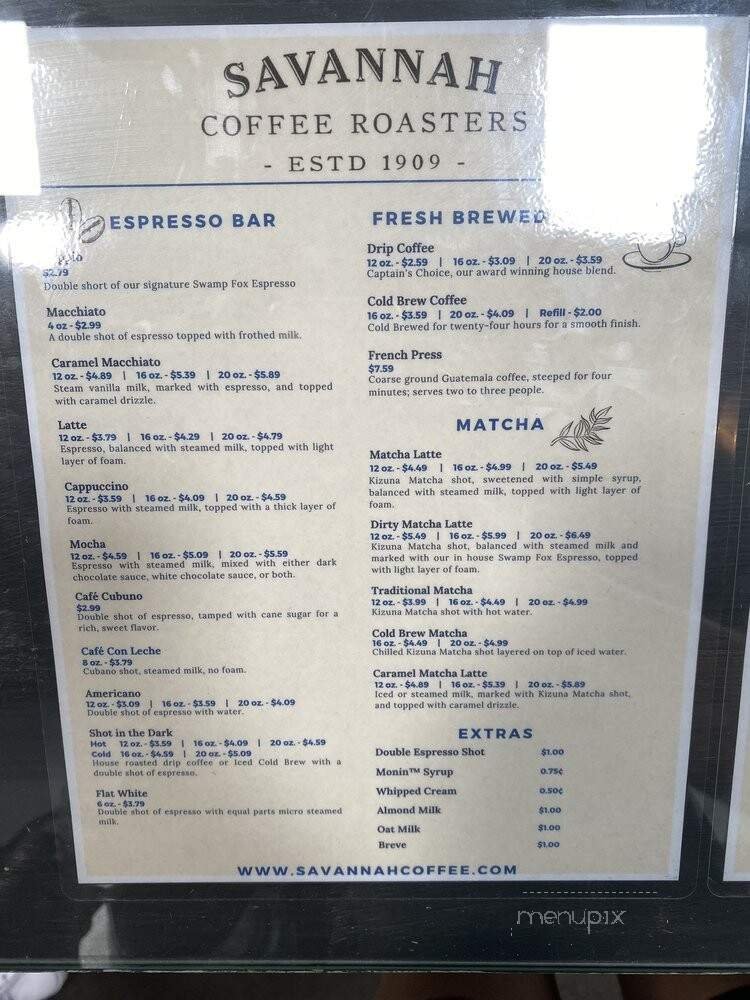 SAVANNAH
COFFEE ROASTERS
- ESTD 1909 -
ESPRESSO BAR
$2.79
Double short of our signature Swamp Fox Espresso
Macchiato
4 oz - $2.99
A double shot of espresso topped with frothed milk.
Caramel Macchiato
12 oz. - $4.89 | 16 oz. - $5.39 | 20 oz. - $5.89
Steam vanilla milk, marked with espresso, and topped
with caramel drizzle.
Latte
12 oz. - $3.79 | 16 oz. - $4.29 | 20 oz. - $4.79
Espresso, balanced with steamed milk, topped with light
layer of foam.
Cappuccino
12 oz. - $3.59 | 16 oz. - $4.09 | 20 oz. - $4.59
Espresso with steamed milk, topped with a thick layer of
foam.
Mocha
12 oz. - $4.59 | 16 oz. - $5.09 | 20 oz. - $5.59
Espresso with steamed milk, mixed with either dark
chocolate sauce, white chocolate sauce, or both.
Café Cubuno
$2.99
Double shot of espresso, tamped with cane sugar for a
rich, sweet flavor.
Café Con Leche
8 oz. - $3.79
Cubano shot, steamed milk, no foam.
Americano
12 oz. - $3.09 | 16 oz. - $3.59 | 20 oz. - $4.09
Double shot of espresso with water.
Shot in the Dark
Hot 12 oz. - $3.59 | 16 oz. - $4.09 | 20 oz. - $4.59
Cold 16 oz. - $4.59 | 20 oz. - $5.09
House roasted drip coffee or Iced Cold Brew with a
double shot of espresso.
Flat White
6 oz. - $3.79
Double shot of espresso with equal parts micro steamed
milk.
FRESH BREWED
Drip Coffee
12 oz. - $2.59 | 16 oz. - $3.09 | 20 oz. - $3.59
Captain's Choice, our award winning house blend.
Cold Brew Coffee
16 oz. - $3.59 | 20 oz. - $4.09 | Refill - $2.00
Cold Brewed for twenty-four hours for a smooth finish.
French Press
$7.59
Coarse ground Guatemala coffee, steeped for four
minutes; serves two to three people.
MATCHA
Matcha Latte
12 oz. - $4.49 | 16 oz. - $4.99 | 20 oz. - $5.49
Kizuna Matcha shot, sweetened with simple syrup,
balanced with steamed milk, topped with light layer of
foam.
Dirty Matcha Latte
12 oz. - $5.49 | 16 oz. - $5.99 | 20 oz. - $6.49
Kizuna Matcha shot, balanced with steamed milk and
marked with our in house Swamp Fox Espresso, topped
with light layer of foam.
Traditional Matcha
12 oz. - $3.99 | 16 oz. - $4.49 | 20 oz. - $4.99
Kizuna Matcha shot with hot water.
Cold Brew Matcha
16 oz. - $4.49 | 20 oz. - $4.99
Chilled Kizuna Matcha shot layered on top of iced water.
Caramel Matcha Latte
12 oz. - $4.89 | 16 oz. - $5.39 | 20 oz. - $5.89
Iced or steamed milk, marked with Kizuna Matcha shot,
and topped with caramel drizzle.
EXTRAS
Double Espresso Shot $1.00
Monin™ Syrup 0.75¢
Whipped Cream 0.50¢
Almond Milk $1.00
Oat Milk $1.00
Breve $1.00
WWW.SAVANNAHCOFFEE.COM
menupix